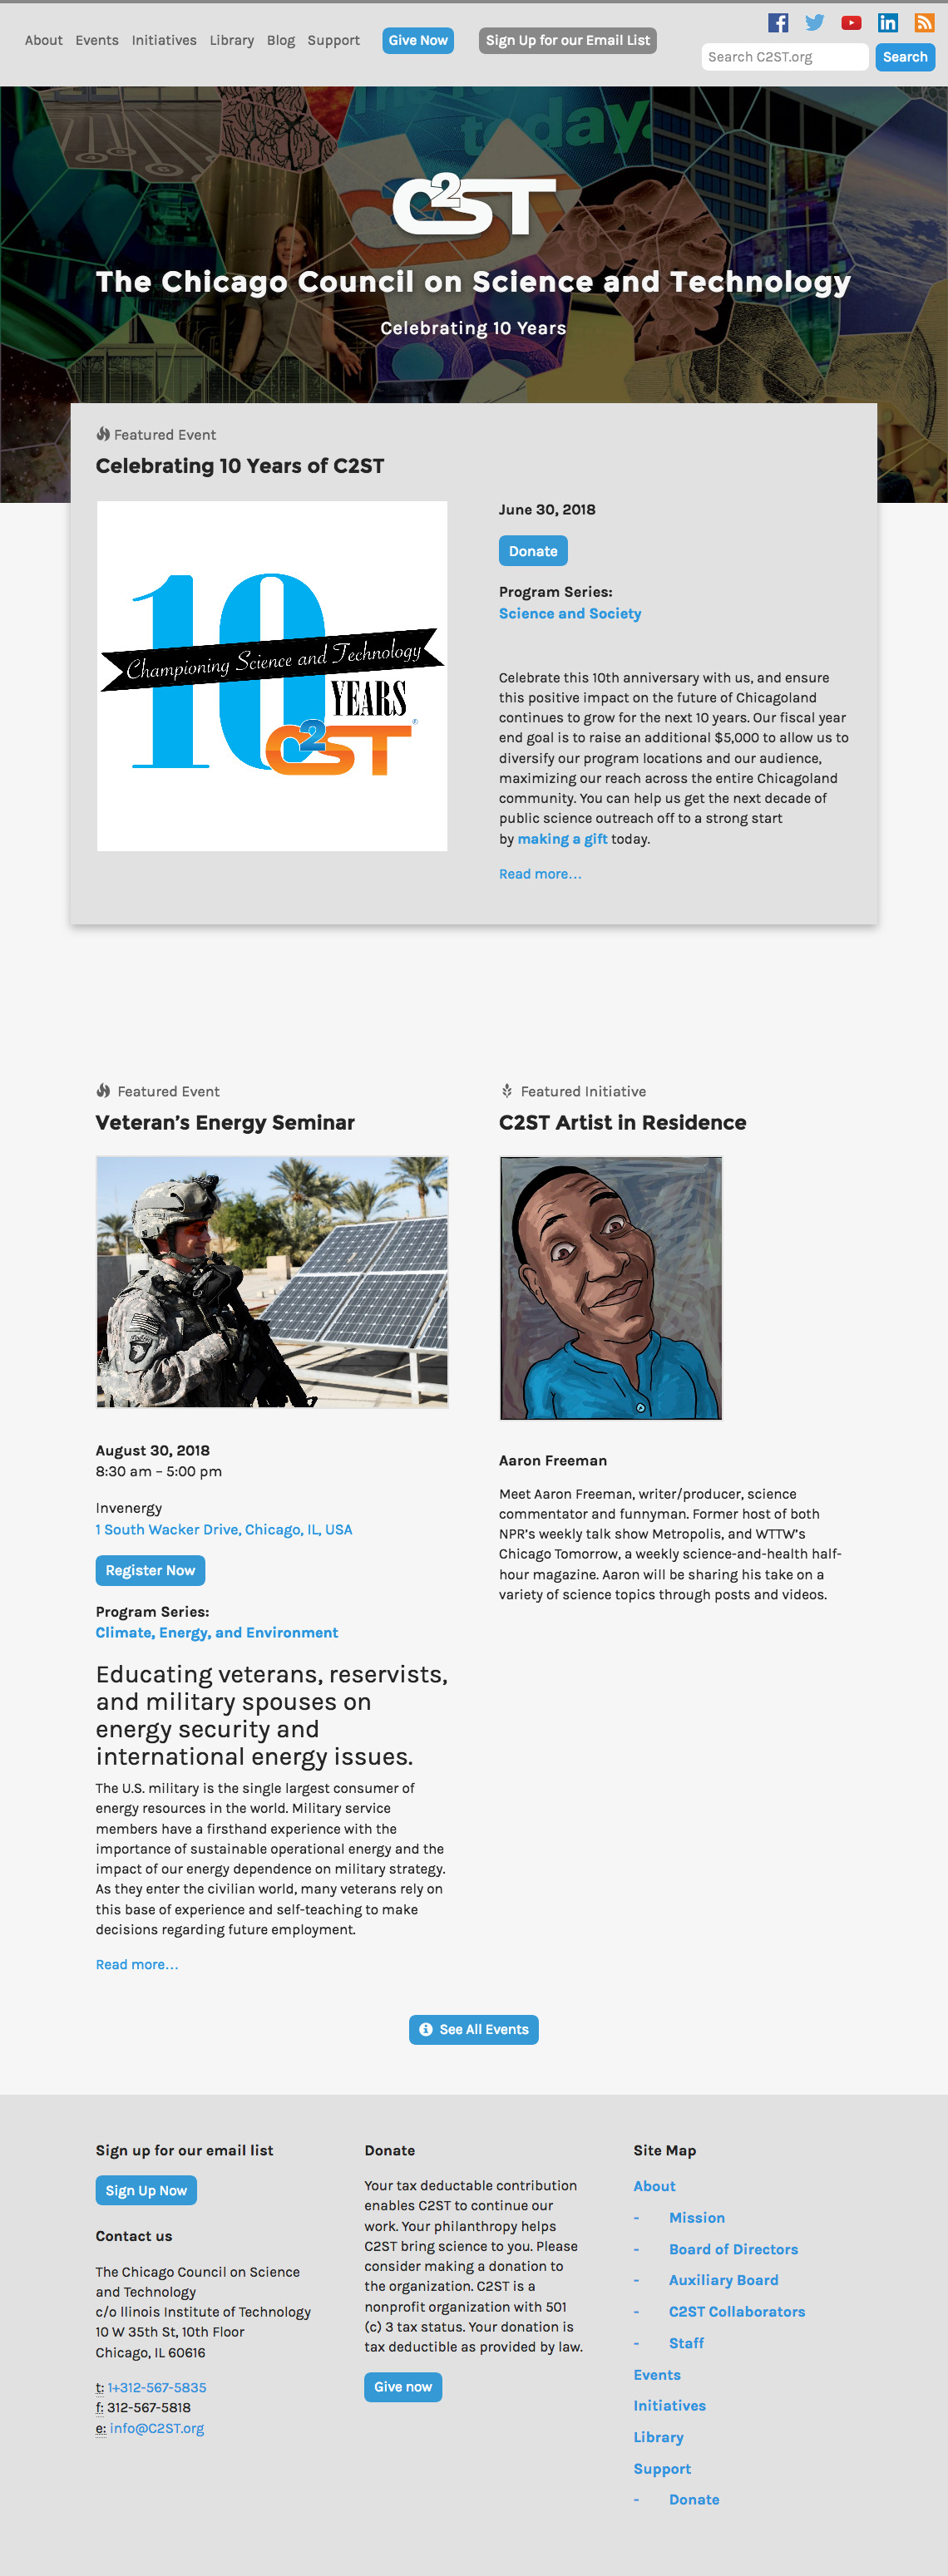 About Events Initiatives Library Blog Support Give Now Sign Up for our Email List
Search C2ST.org Search
today.
C2ST
The Chicago Council on Science and Technology
Celebrating 10 Years
Featured Event
Celebrating 10 Years of C2ST
10
Championing Science and Technology
YEARS
C2ST
June 30, 2018
Donate
Program Series:
Science and Society
Celebrate this 10th anniversary with us, and ensure
this positive impact on the future of Chicagoland
continues to grow for the next 10 years. Our fiscal year
end goal is to raise an additional $5,000 to allow us to
diversify our program locations and our audience,
maximizing our reach across the entire Chicagoland
community. You can help us get the next decade of
public science outreach off to a strong start
by making a gift today.
Read more...
Featured Event
Veteran's Energy Seminar
August 30, 2018
8:30 am – 5:00 pm
Invenergy
1 South Wacker Drive, Chicago, IL, USA
Register Now
Program Series:
Climate, Energy, and Environment
Educating veterans, reservists,
and military spouses on
energy security and
international energy issues.
The U.S. military is the single largest consumer of
energy resources in the world. Military service
members have a firsthand experience with the
importance of sustainable operational energy and the
impact of our energy dependence on military strategy.
As they enter the civilian world, many veterans rely on
this base of experience and self-teaching to make
decisions regarding future employment.
Read more...
Featured Initiative
C2ST Artist in Residence
Aaron Freeman
Meet Aaron Freeman, writer/producer, science
commentator and funnyman. Former host of both
NPR's weekly talk show Metropolis, and WTTW's
Chicago Tomorrow, a weekly science-and-health half-
hour magazine. Aaron will be sharing his take on a
variety of science topics through posts and videos.
See All Events
Sign up for our email list
Sign Up Now
Contact us
The Chicago Council on Science
and Technology
c/o Ilinois Institute of Technology
10 W 35th St, 10th Floor
Chicago, IL 60616
t: 1+312-567-5835
f: 312-567-5818
e: info@C2ST.org
Donate
Your tax deductable contribution
enables C2ST to continue our
work. Your philanthropy helps
C2ST bring science to you. Please
consider making a donation to
the organization. C2ST is a
nonprofit organization with 501
(c) 3 tax status. Your donation is
tax deductible as provided by law.
Give now
Site Map
About
- Mission
- Board of Directors
- Auxiliary Board
- C2ST Collaborators
- Staff
Events
Initiatives
Library
Support
- Donate